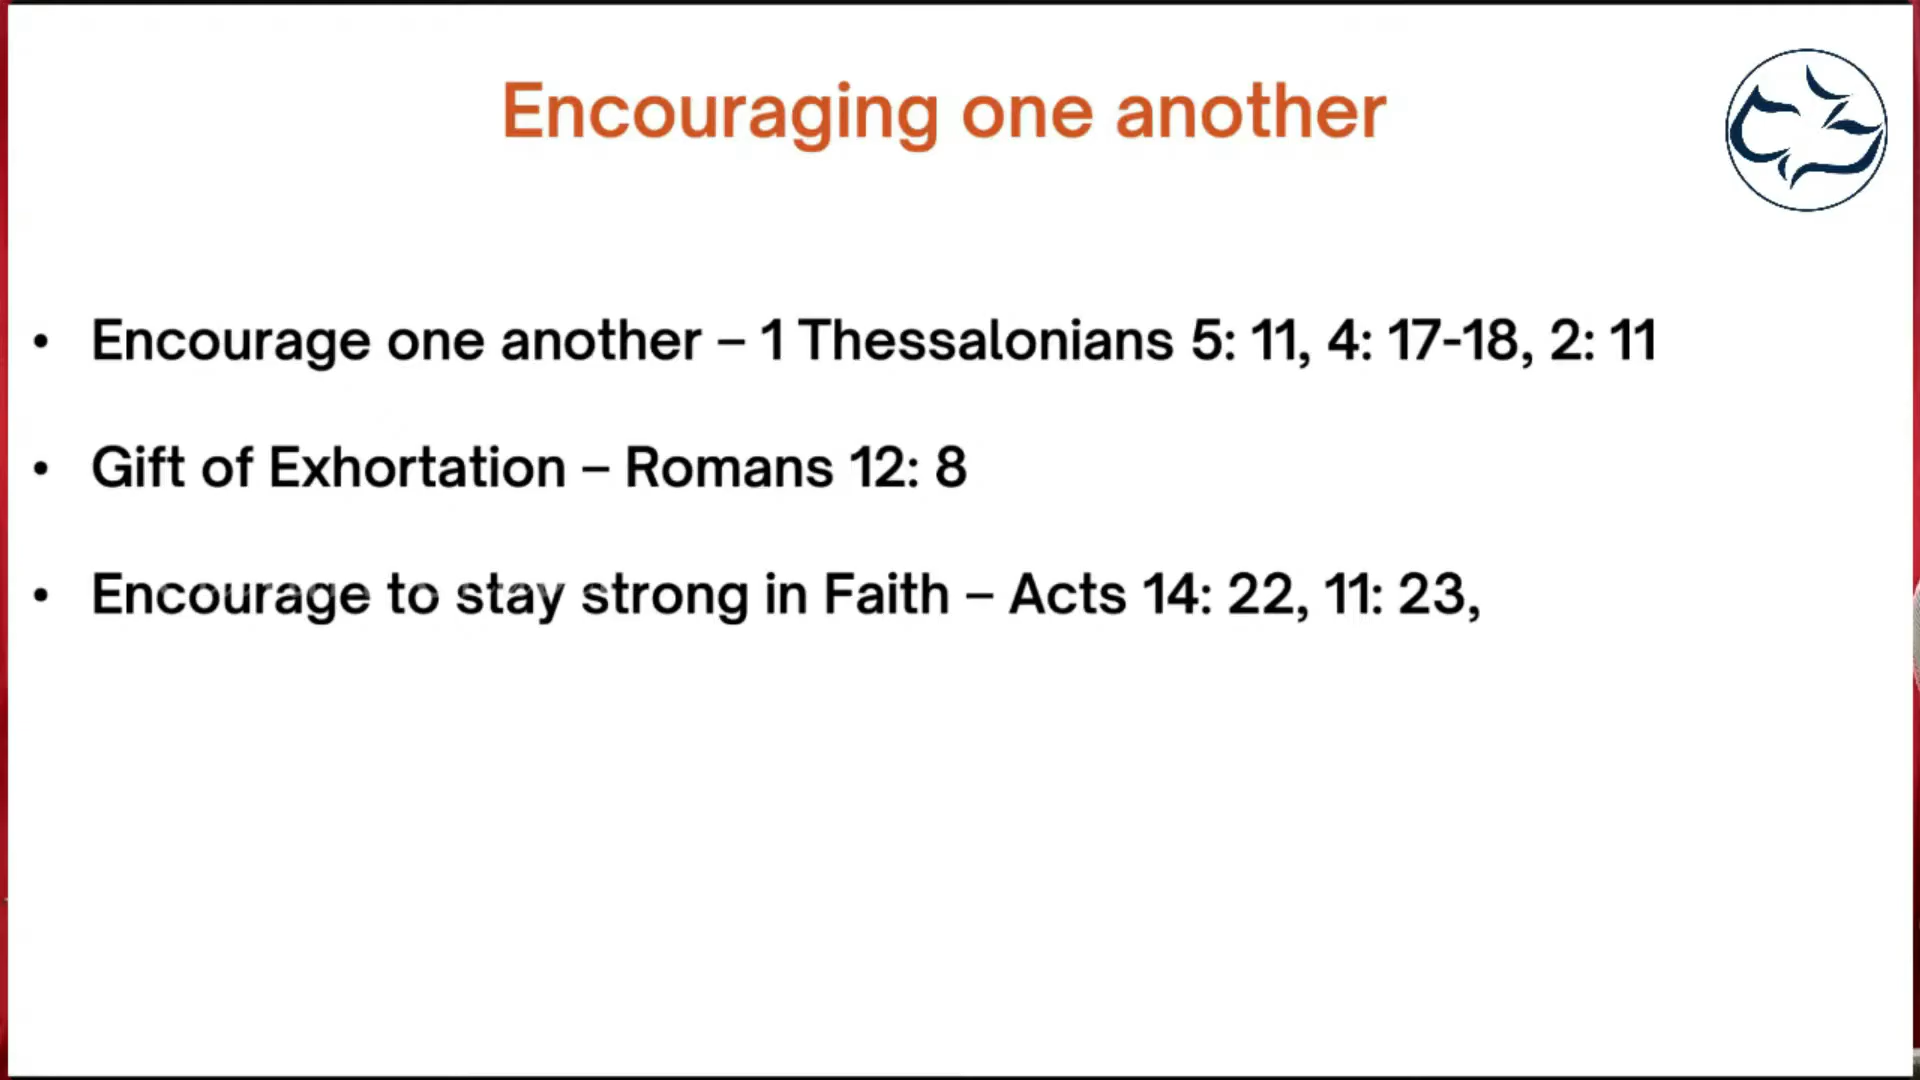 Encouraging one another
• Encourage one another – 1 Thessalonians 5: 11, 4: 17-18, 2: 11
• Gift of Exhortation – Romans 12: 8
• Encourage to stay strong in Faith – Acts 14: 22, 11: 23,